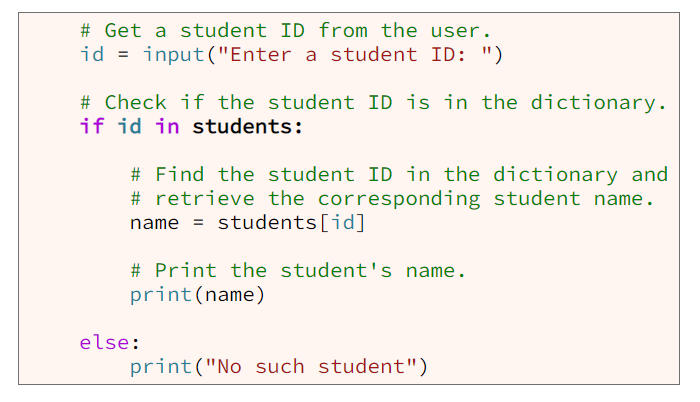 # Get a student ID from the user.
id = input("Enter a student ID: ")
# Check if the student ID is in the dictionary.
if id in students:
# Find the student ID in the dictionary and
# retrieve the corresponding student name.
name = students[id]
# Print the student's name.
print(name)
else:
print("No such student")